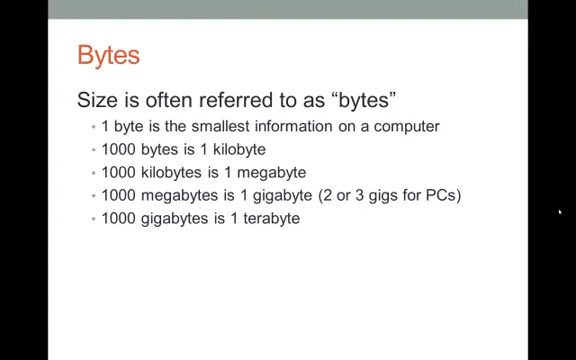 Bytes
Size is often referred to as “bytes”
• 1 byte is the smallest information on a computer
• 1000 bytes is 1 kilobyte
• 1000 kilobytes is 1 megabyte
• 1000 megabytes is 1 gigabyte (2 or 3 gigs for PCs)
• 1000 gigabytes is 1 terabyte